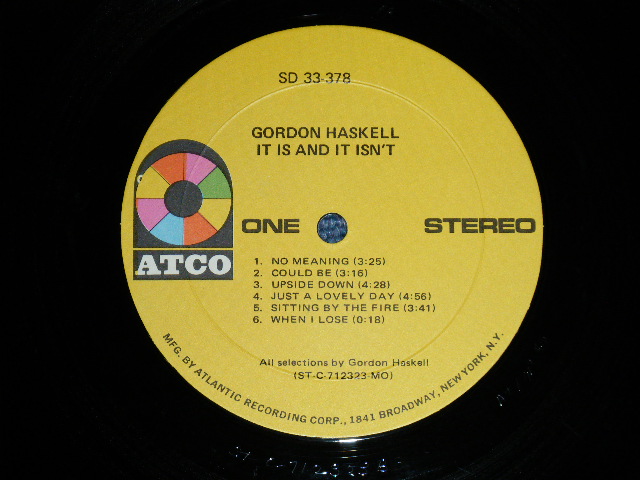 SD 33-378
GORDON HASKELL
IT IS AND IT ISN'T
ATCO
ONE
STEREO
1. NO MEANING (3:25)
2. COULD BE (3:16)
3. UPSIDE DOWN (4:28)
4. JUST A LOVELY DAY (4:56)
5. SITTING BY THE FIRE (3:41)
6. WHEN I LOSE (0:18)
All selections by Gordon Haskell
(ST-C-712323-MO)
MFG. BY ATLANTIC RECORDING CORP., 1841 BROADWAY, NEW YORK, N.Y.